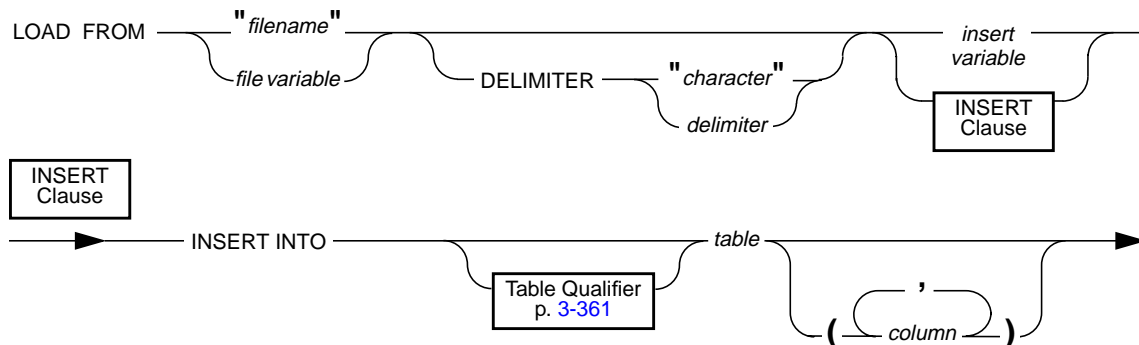 LOAD FROM "filename" insert
variable
file variable DELIMITER "character" INSERT
Clause
delimiter
INSERT
Clause
INSERT INTO table
Table Qualifier
p. 3-361
,
( column )